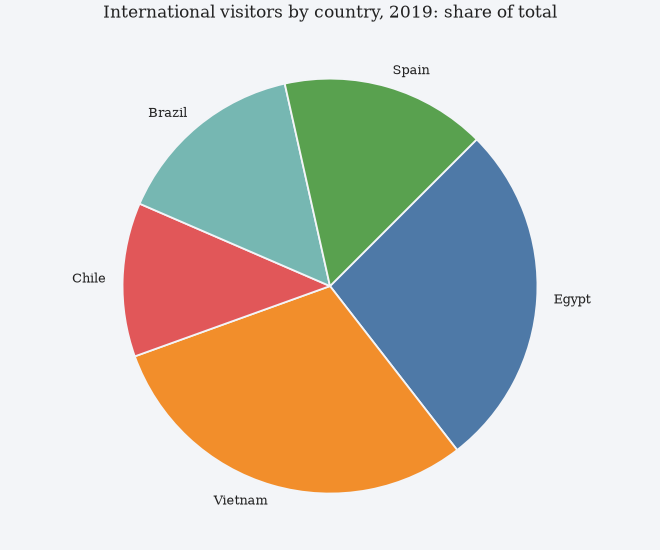 International visitors by country, 2019: share of total
Spain
Brazil
Chile
Egypt
Vietnam